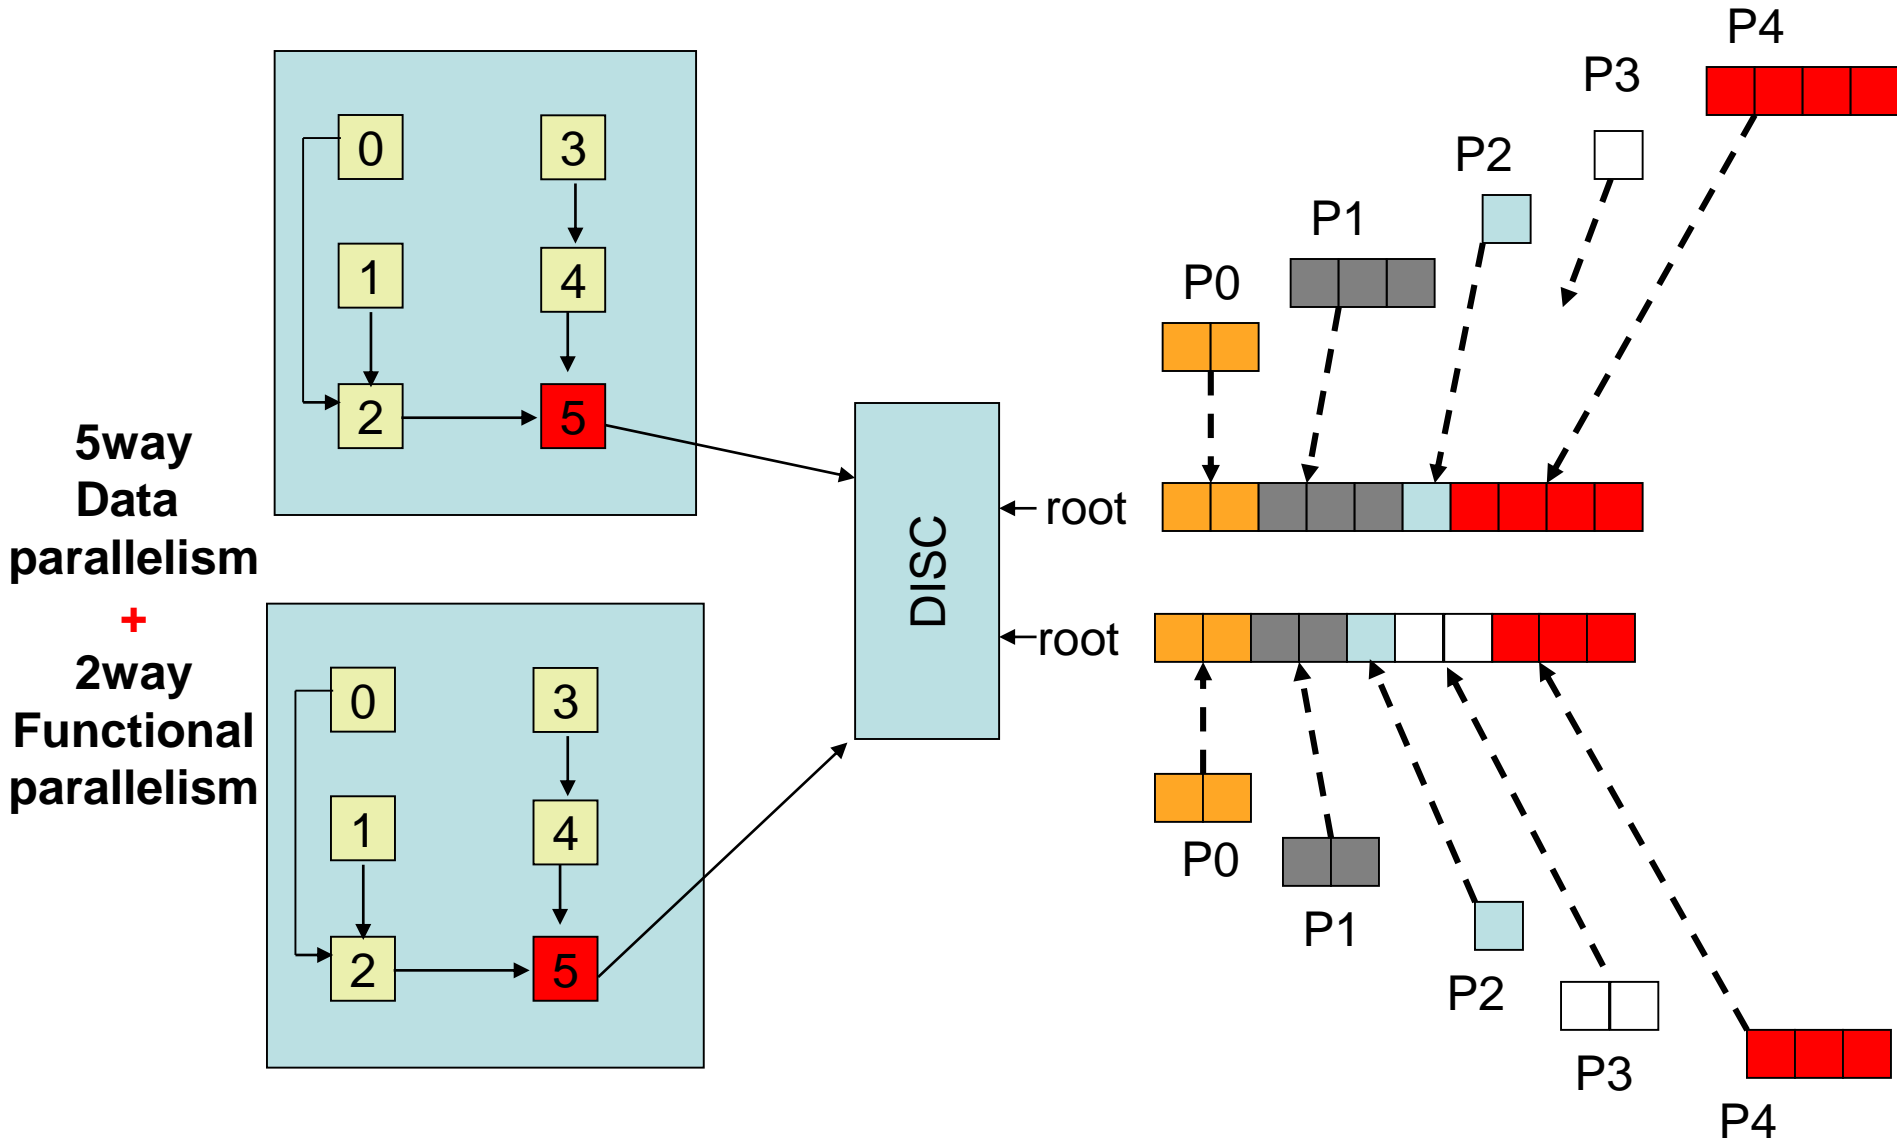 5way
Data
parallelism
+
2way
Functional
parallelism
0
3
1
4
2
5
0
3
1
4
2
5
DISC
root
root
P4
P3
P2
P1
P0
P0
P1
P2
P3
P4